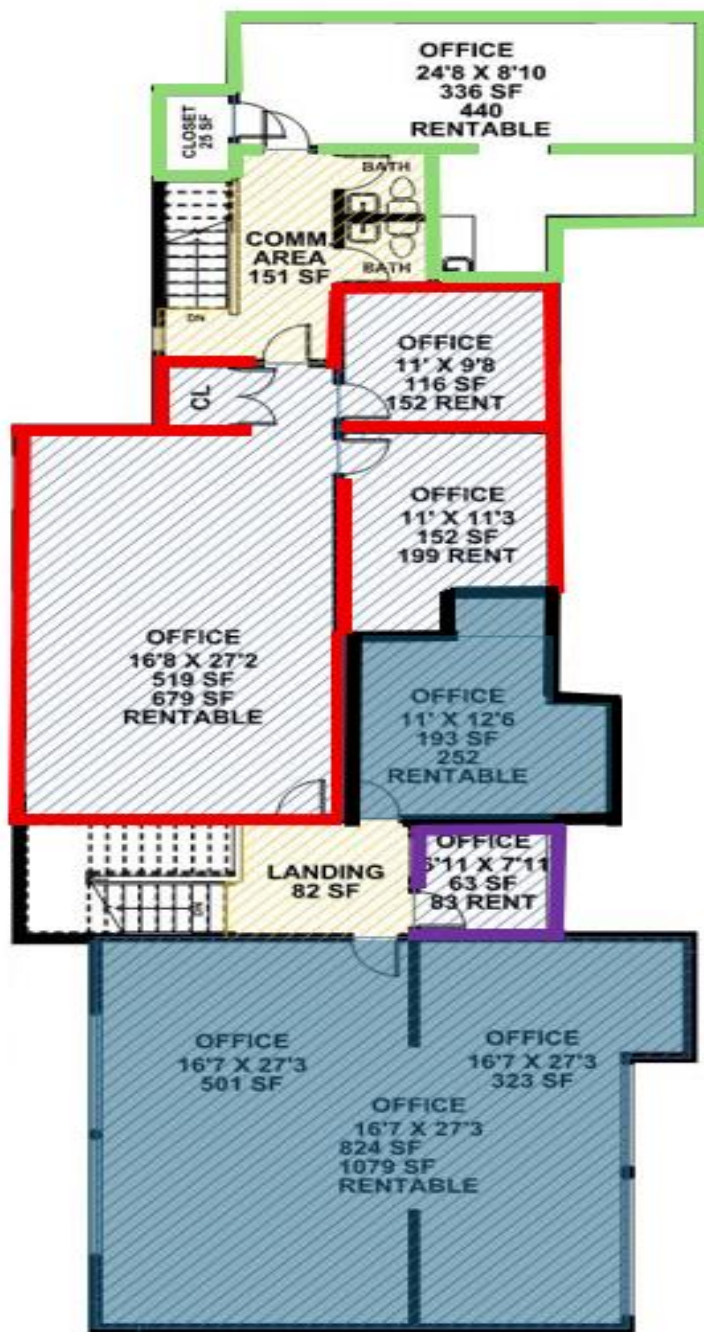 OFFICE
24'8 X 8'10
336 SF
440
RENTABLE
CLOSET
25 SF
BATH
COMM.
AREA
151 SF
BATH
DN
OFFICE
11' X 9'8
116 SF
152 RENT
CL
OFFICE
11' X 11'3
152 SF
199 RENT
OFFICE
16'8 X 27'2
519 SF
679 SF
RENTABLE
OFFICE
11' X 12'6
193 SF
252
RENTABLE
LANDING
82 SF
DN
OFFICE
6'11 X 7'11
63 SF
83 RENT
OFFICE
16'7 X 27'3
501 SF
OFFICE
16'7 X 27'3
323 SF
OFFICE
16'7 X 27'3
824 SF
1079 SF
RENTABLE